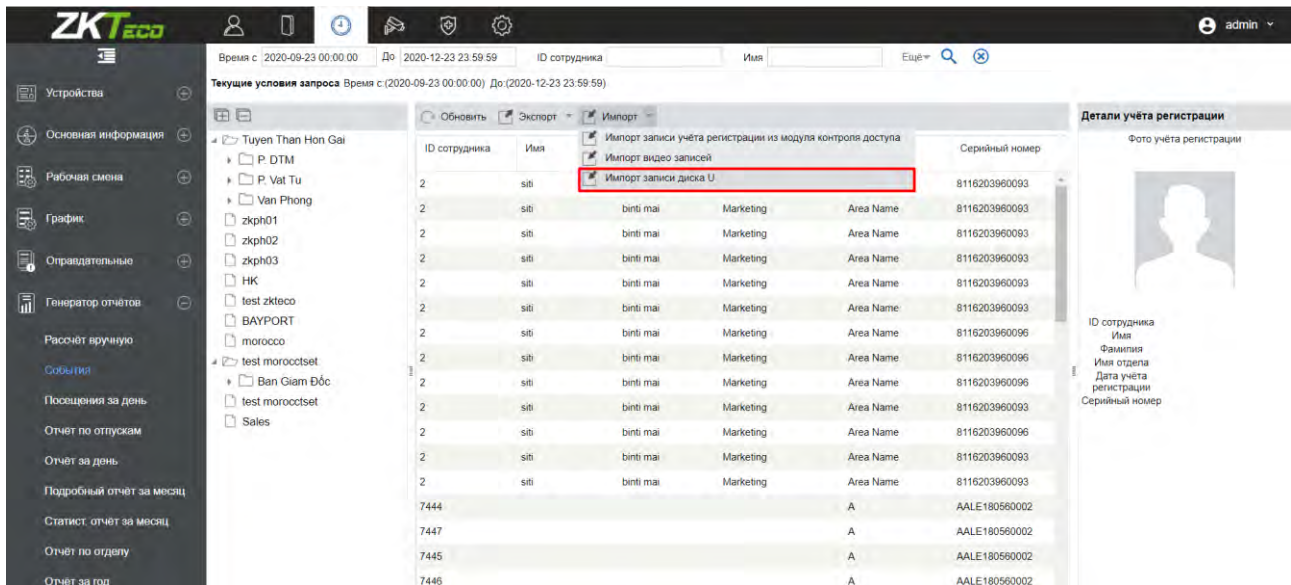 ZKTeco
admin
Время с 2020-09-23 00:00:00 До 2020-12-23 23:59:59 ID сотрудника Имя Ещё
Текущие условия запроса Время с:(2020-09-23 00:00:00) До:(2020-12-23 23:59:59)
Устройства
Основная информация
Рабочая смена
График
Оправдательные
Генератор отчётов
Рассчёт вручную
События
Посещения за день
Отчет по отпускам
Отчёт за день
Подробный отчёт за месяц
Статист. отчёт за месяц
Отчёт по отделу
Отчёт за год
Tuyen Than Hon Gai
P. DTM
P. Vat Tu
Van Phong
zkph01
zkph02
zkph03
HK
test zkteco
BAYPORT
morocco
test morocctset
Ban Giam Đốc
test morocctset
Sales
Обновить Экспорт Импорт
Импорт записи учёта регистрации из модуля контроля доступа
Импорт видео записей
Импорт записи диска U
ID сотрудника Имя Серийный номер
2 siti 8116203960093
2 siti binti mai Marketing Area Name 8116203960093
2 siti binti mai Marketing Area Name 8116203960093
2 siti binti mai Marketing Area Name 8116203960093
2 siti binti mai Marketing Area Name 8116203960093
2 siti binti mai Marketing Area Name 8116203960093
2 siti binti mai Marketing Area Name 8116203960096
2 siti binti mai Marketing Area Name 8116203960096
2 siti binti mai Marketing Area Name 8116203960096
2 siti binti mai Marketing Area Name 8116203960093
2 siti binti mai Marketing Area Name 8116203960096
2 siti binti mai Marketing Area Name 8116203960093
2 siti binti mai Marketing Area Name 8116203960093
7444 A AALE180560002
7447 A AALE180560002
7445 A AALE180560002
7446 A AALE180560002
Детали учёта регистрации
Фото учёта регистрации
ID сотрудника
Имя
Фамилия
Имя отдела
Дата учёта
регистрации
Серийный номер